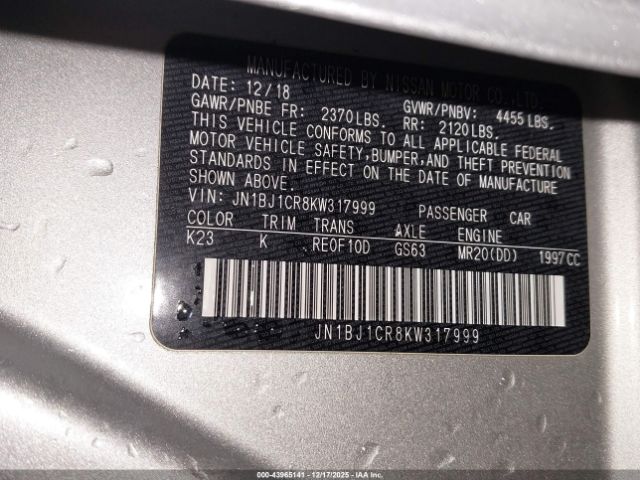 MANUFACTURED BY NISSAN MOTOR CO.,LTD.
DATE: 12/18 GVWR/PNBV: 4455LBS.
GAWR/PNBE FR: 2370LBS. RR: 2120LBS.
THIS VEHICLE CONFORMS TO ALL APPLICABLE FEDERAL
MOTOR VEHICLE SAFETY,BUMPER,AND THEFT PREVENTION
STANDARDS IN EFFECT ON THE DATE OF MANUFACTURE
SHOWN ABOVE.
VIN: JN1BJ1CR8KW317999 PASSENGER CAR
COLOR TRIM TRANS AXLE ENGINE
K23 K RE0F10D GS63 MR20(DD) 1997CC
JN1BJ1CR8KW317999
000-43965141 - 12/17/2025 - © IAA, LLC